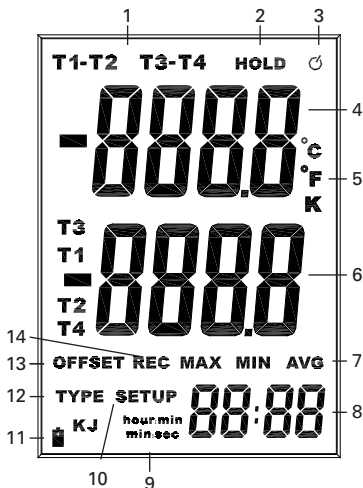 1 2 3
T1-T2 T3-T4 HOLD
-888.8 4
°C
°F 5
K
T3
T1
-888.8 6
T2
T4
14
13 OFFSET REC MAX MIN AVG 7
12 TYPE SETUP 88:88 8
KJ hour:min
min:sec
11
10 9